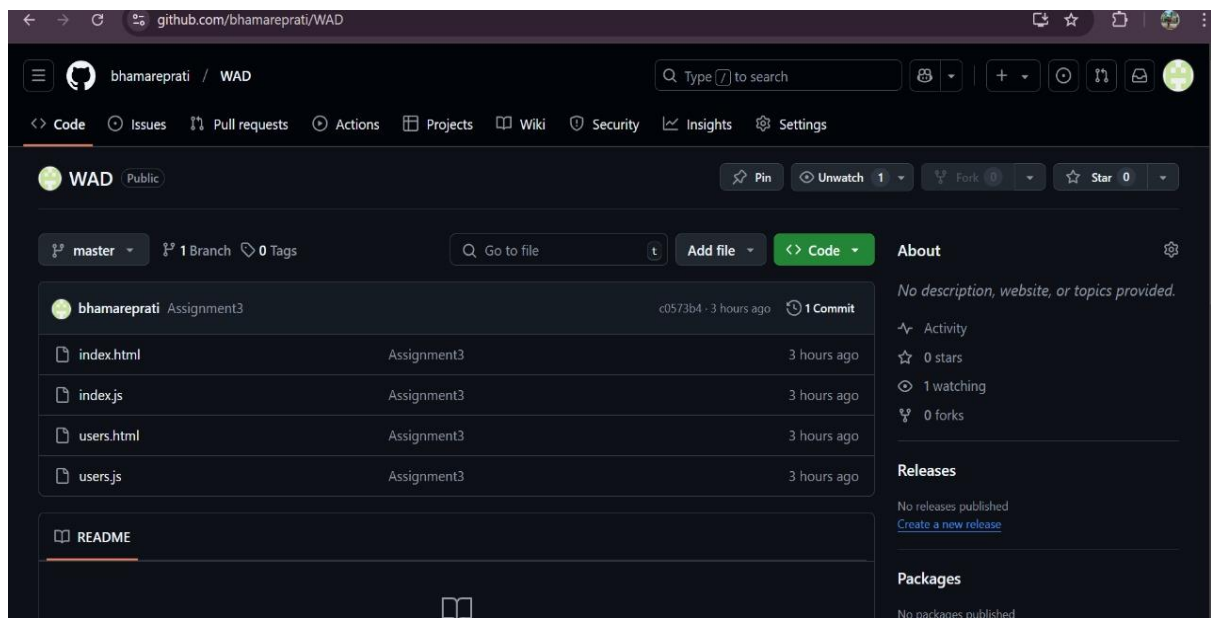 github.com/bhamareprati/WAD
bhamareprati / WAD
Type / to search
Code Issues Pull requests Actions Projects Wiki Security Insights Settings
WAD Public
Pin Unwatch 1 Fork 0 Star 0
master 1 Branch 0 Tags Go to file t Add file Code
About
No description, website, or topics provided.
bhamareprati Assignment3 c0573b4 · 3 hours ago 1 Commit
index.html Assignment3 3 hours ago
index.js Assignment3 3 hours ago
users.html Assignment3 3 hours ago
users.js Assignment3 3 hours ago
Activity
0 stars
1 watching
0 forks
README
Releases
No releases published
Create a new release
Packages
No packages published